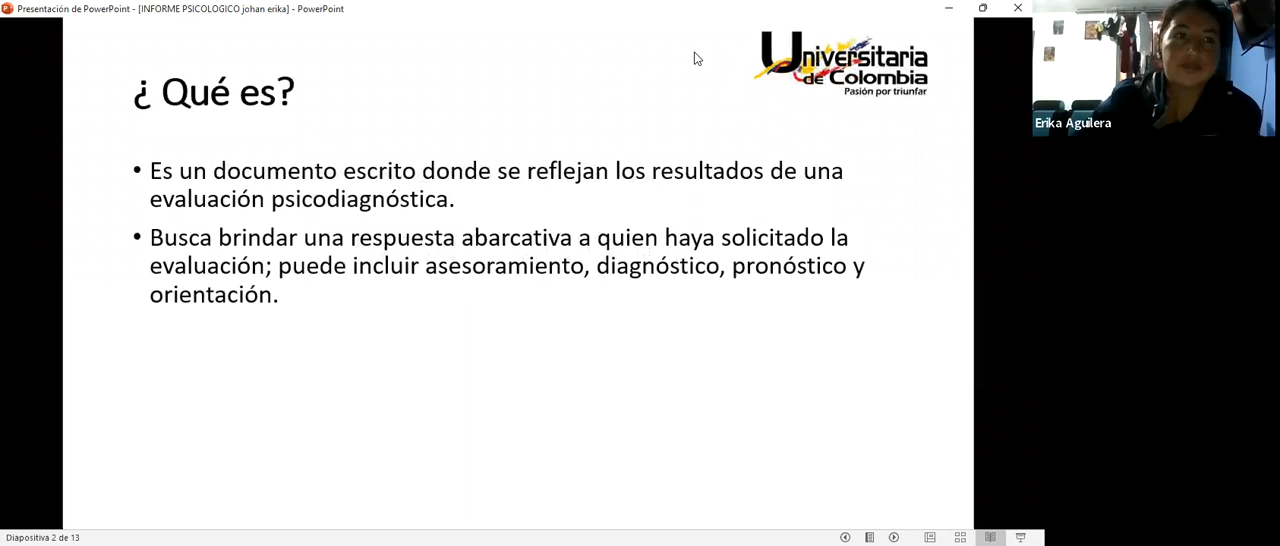 Presentación de PowerPoint - [INFORME PSICOLOGICO johan erika] - PowerPoint
Universitaria
de Colombia
Pasión por triunfar
¿ Qué es?
Erika Aguilera
• Es un documento escrito donde se reflejan los resultados de una
evaluación psicodiagnóstica.
• Busca brindar una respuesta abarcativa a quien haya solicitado la
evaluación; puede incluir asesoramiento, diagnóstico, pronóstico y
orientación.
Diapositiva 2 de 13